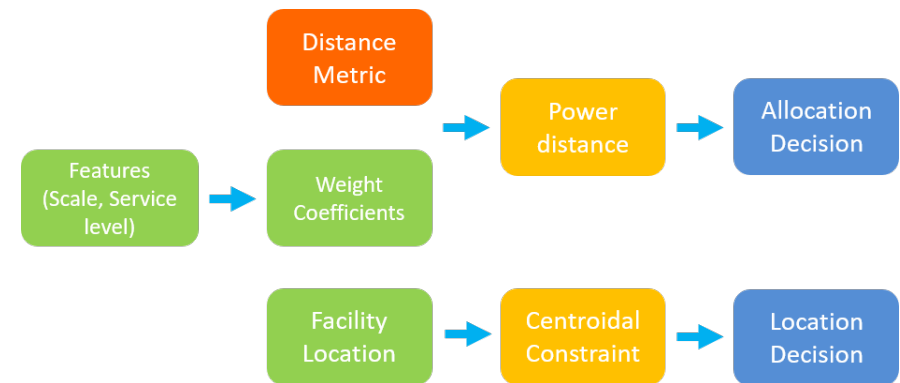 Distance
Metric
Power
distance
Allocation
Decision
Features
(Scale, Service
level)
Weight
Coefficients
Facility
Location
Centroidal
Constraint
Location
Decision